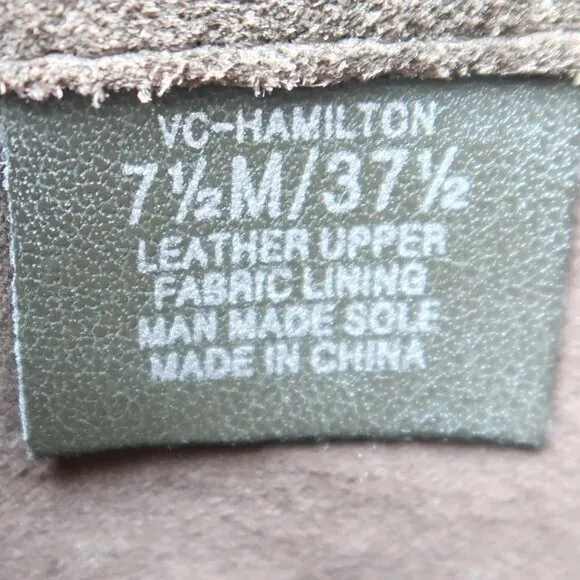 VC-HAMILTON
7½M/37½
LEATHER UPPER
FABRIC LINING
MAN MADE SOLE
MADE IN CHINA